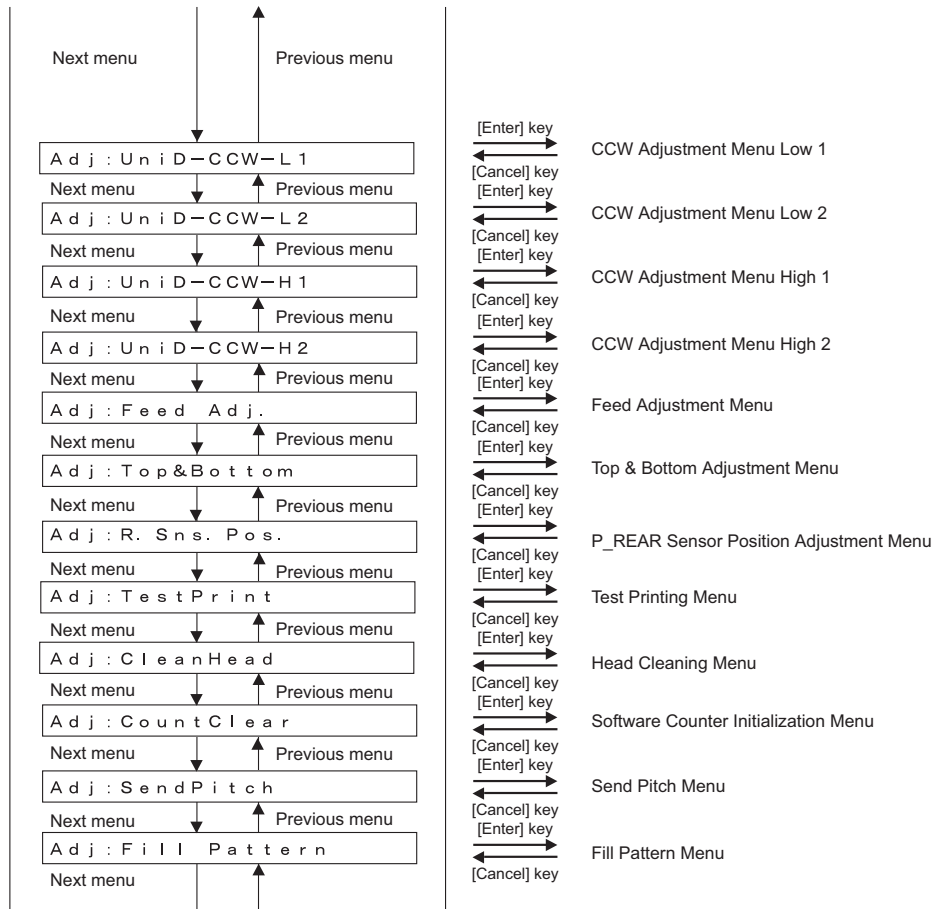 Next menu Previous menu
[Enter] key
Adj:UniD-CCW-L1 CCW Adjustment Menu Low 1
[Cancel] key
Next menu Previous menu [Enter] key
Adj:UniD-CCW-L2 CCW Adjustment Menu Low 2
[Cancel] key
Next menu Previous menu [Enter] key
Adj:UniD-CCW-H1 CCW Adjustment Menu High 1
[Cancel] key
Next menu Previous menu [Enter] key
Adj:UniD-CCW-H2 CCW Adjustment Menu High 2
[Cancel] key
Next menu Previous menu [Enter] key
Adj:Feed Adj. Feed Adjustment Menu
[Cancel] key
Next menu Previous menu [Enter] key
Adj:Top&Bottom Top & Bottom Adjustment Menu
[Cancel] key
Next menu Previous menu [Enter] key
Adj:R. Sns. Pos. P_REAR Sensor Position Adjustment Menu
[Cancel] key
Next menu Previous menu [Enter] key
Adj:TestPrint Test Printing Menu
[Cancel] key
Next menu Previous menu [Enter] key
Adj:CleanHead Head Cleaning Menu
[Cancel] key
Next menu Previous menu [Enter] key
Adj:CountClear Software Counter Initialization Menu
[Cancel] key
Next menu Previous menu [Enter] key
Adj:SendPitch Send Pitch Menu
[Cancel] key
Next menu Previous menu [Enter] key
Adj:Fill Pattern Fill Pattern Menu
[Cancel] key
Next menu